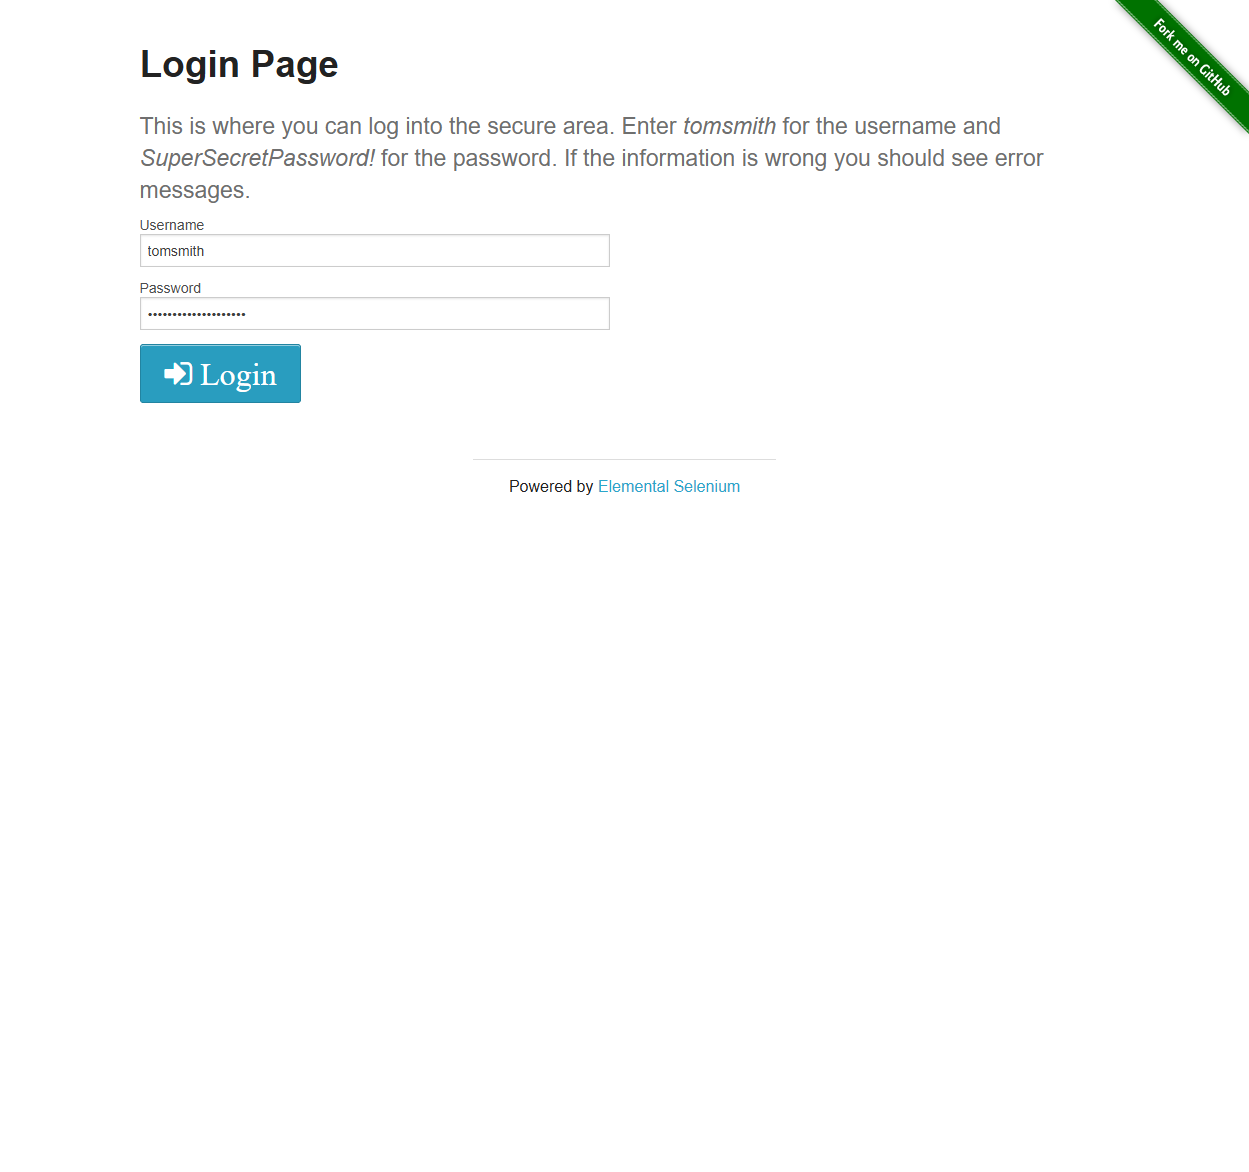 Fork me on GitHub
Login Page
This is where you can log into the secure area. Enter tomsmith for the username and
SuperSecretPassword! for the password. If the information is wrong you should see error
messages.
Username
tomsmith
Password
••••••••••••••••••••
Login
Powered by Elemental Selenium